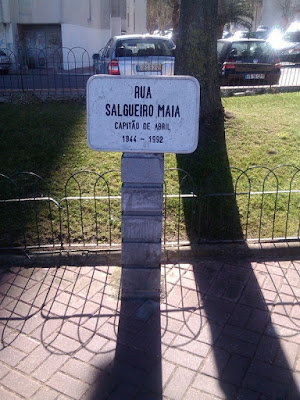 RUA
SALGUEIRO MAIA
CAPITÃO DE ABRIL
1944 - 1992